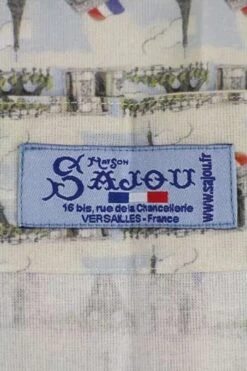 MAISON
SAJOU
16 bis, rue de la Chancellerie
VERSAILLES - France
www.sajou.fr